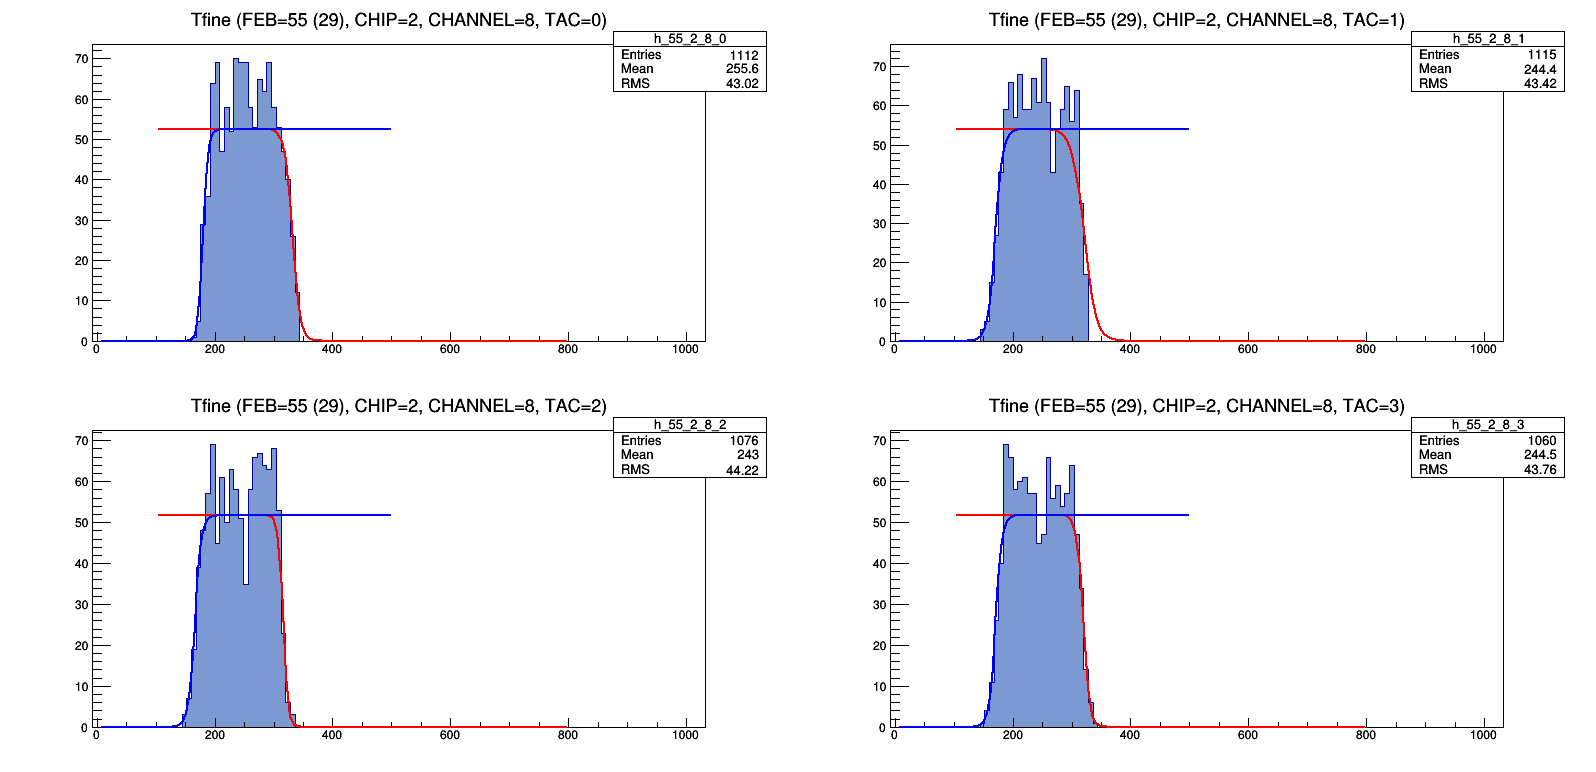 Tfine (FEB=55 (29), CHIP=2, CHANNEL=8, TAC=0)
h_55_2_8_0
Entries 1112
Mean 255.6
RMS 43.02
70
60
50
40
30
20
10
0
0 200 400 600 800 1000
Tfine (FEB=55 (29), CHIP=2, CHANNEL=8, TAC=1)
h_55_2_8_1
Entries 1115
Mean 244.4
RMS 43.42
70
60
50
40
30
20
10
0
0 200 400 600 800 1000
Tfine (FEB=55 (29), CHIP=2, CHANNEL=8, TAC=2)
h_55_2_8_2
Entries 1076
Mean 243
RMS 44.22
70
60
50
40
30
20
10
0
0 200 400 600 800 1000
Tfine (FEB=55 (29), CHIP=2, CHANNEL=8, TAC=3)
h_55_2_8_3
Entries 1060
Mean 244.5
RMS 43.76
70
60
50
40
30
20
10
0
0 200 400 600 800 1000